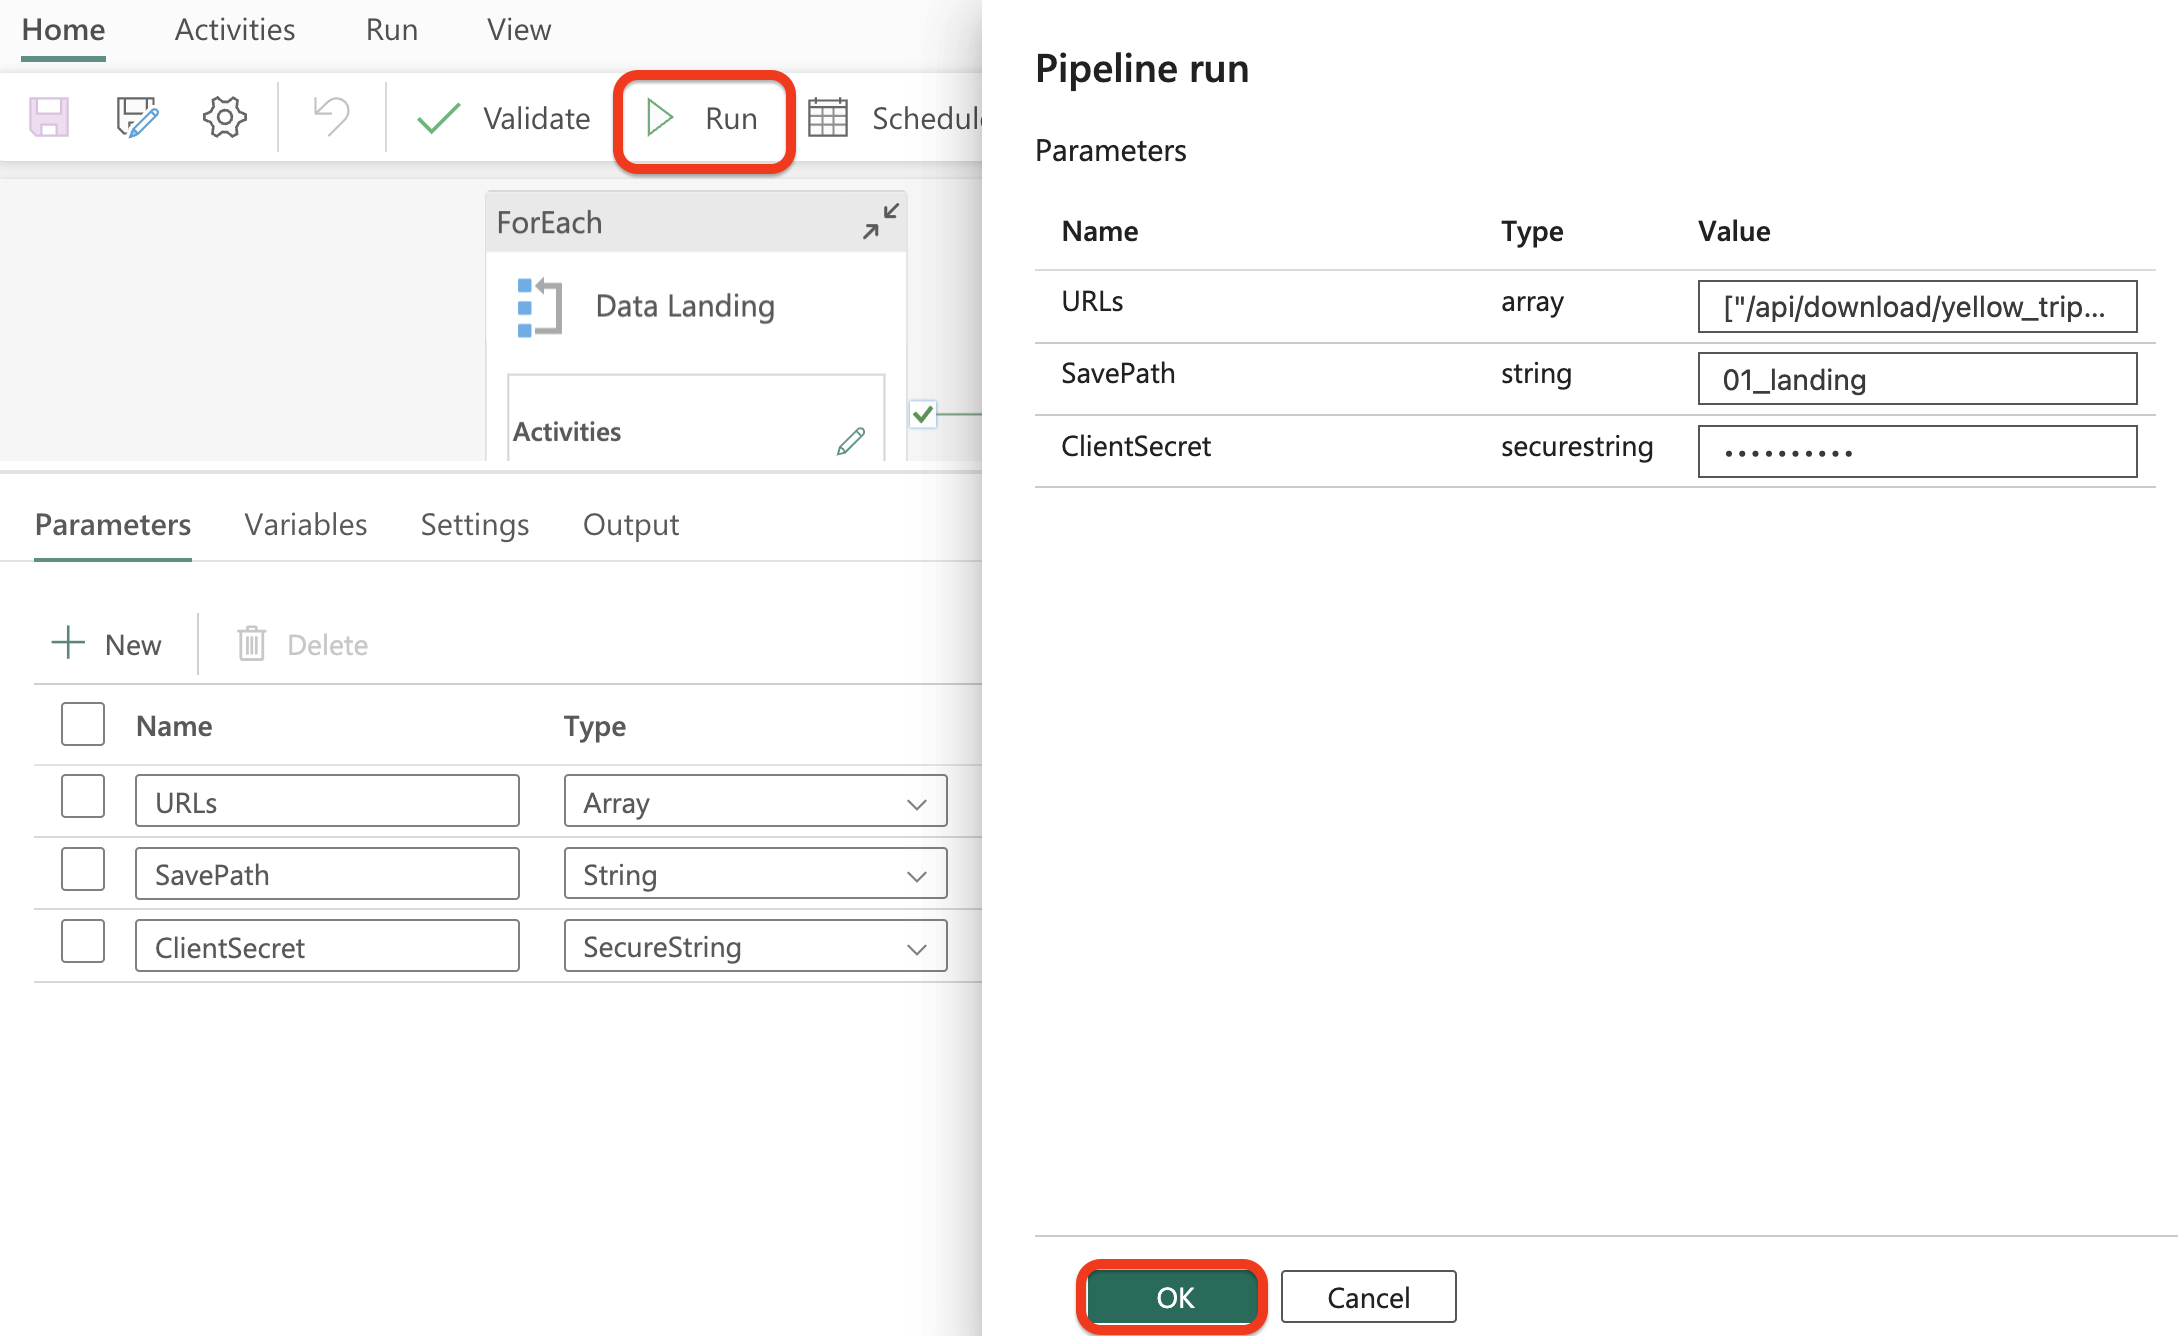 Home Activities Run View
Validate Run Schedul
ForEach
Data Landing
Activities
Parameters Variables Settings Output
New Delete
Name Type
URLs Array
SavePath String
ClientSecret SecureString
Pipeline run
Parameters
Name Type Value
URLs array ["/api/download/yellow_trip...
SavePath string 01_landing
ClientSecret securestring ••••••••••
OK Cancel